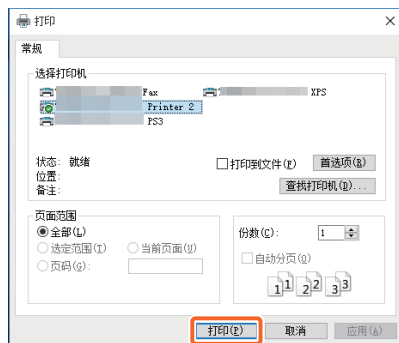 打印
常规
选择打印机
Fax
XPS
Printer 2
PS3
状态: 就绪
位置:
备注:
打印到文件(F)
首选项(R)
查找打印机(D)...
页面范围
全部(L)
选定范围(T)
当前页面(U)
页码(G):
份数(C): 1
自动分页(O)
1 1 2 2 3 3
打印(P)
取消
应用(A)